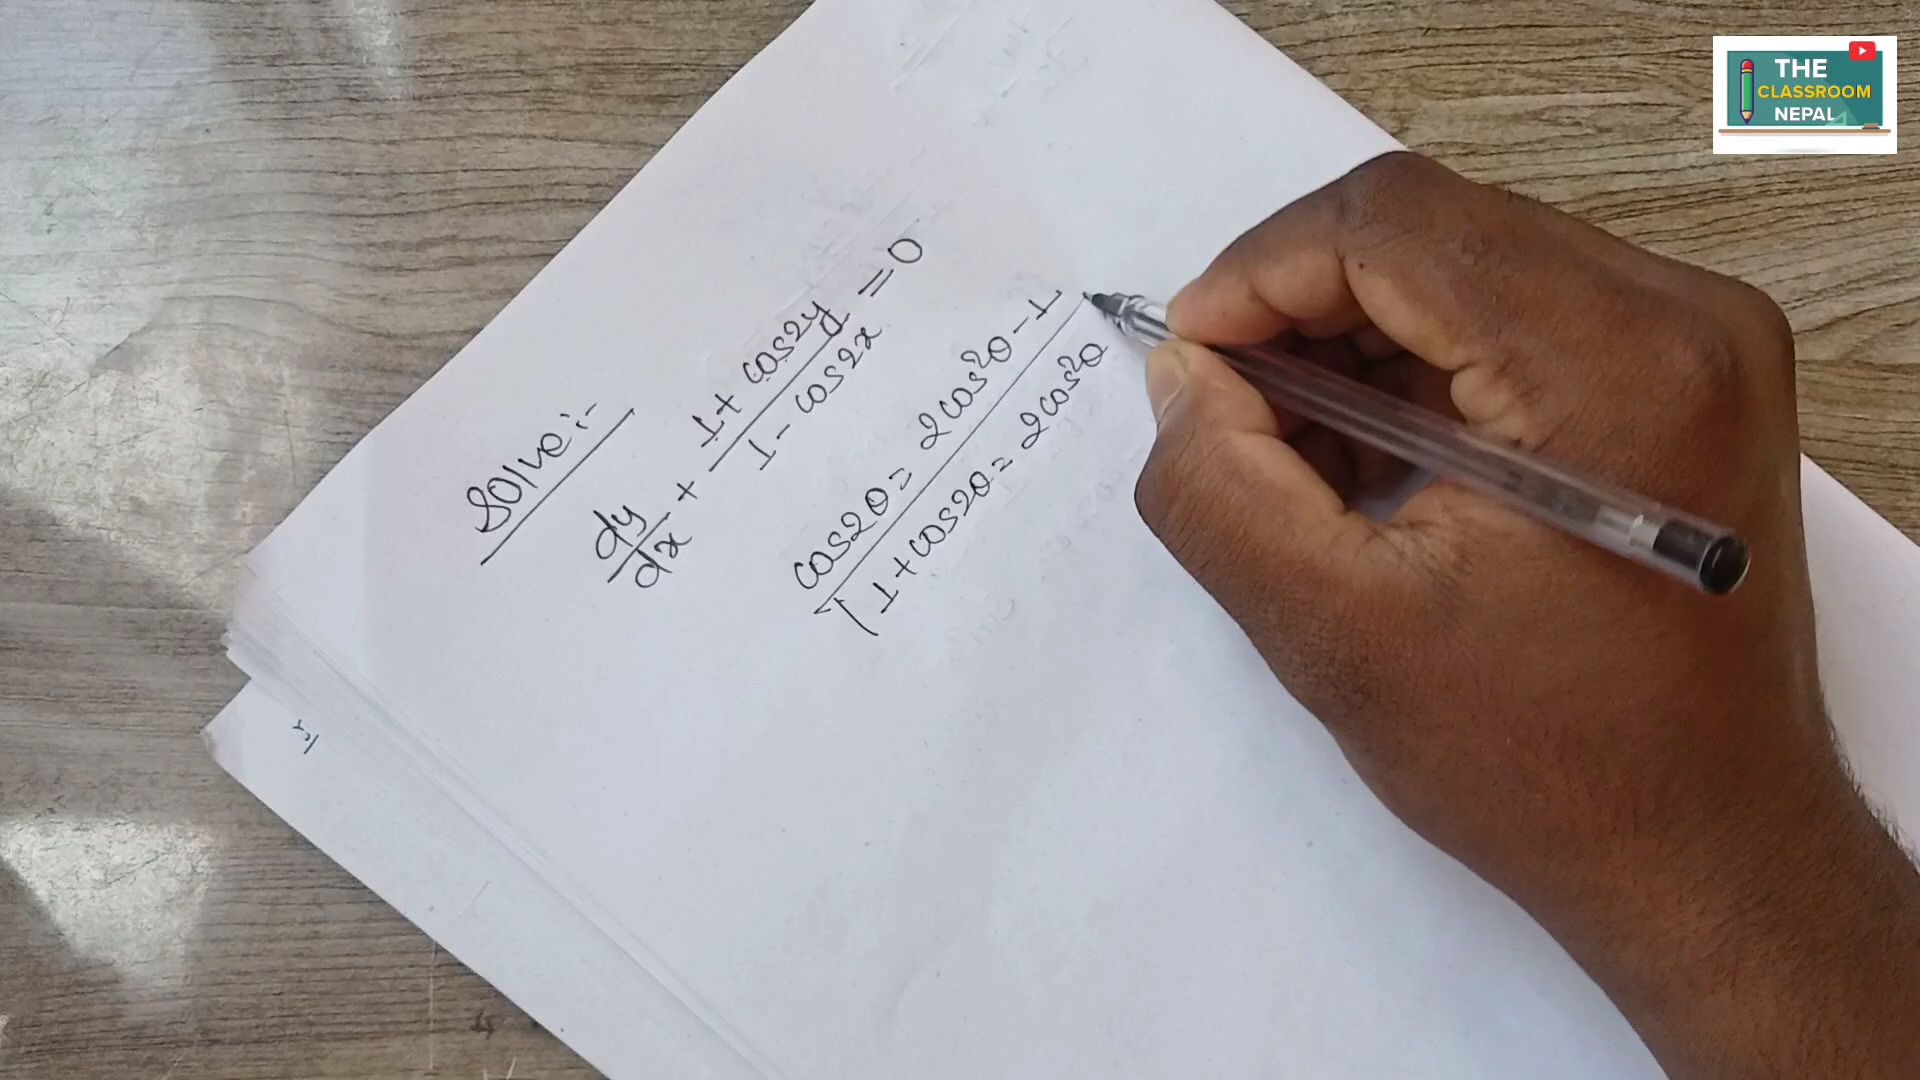 Solve:-
dy/dx + (1 + cos2y)/(1 - cos2x) = 0
cos2θ = 2cos²θ - 1
1 + cos2θ = 2cos²θ
THE
CLASSROOM
NEPAL